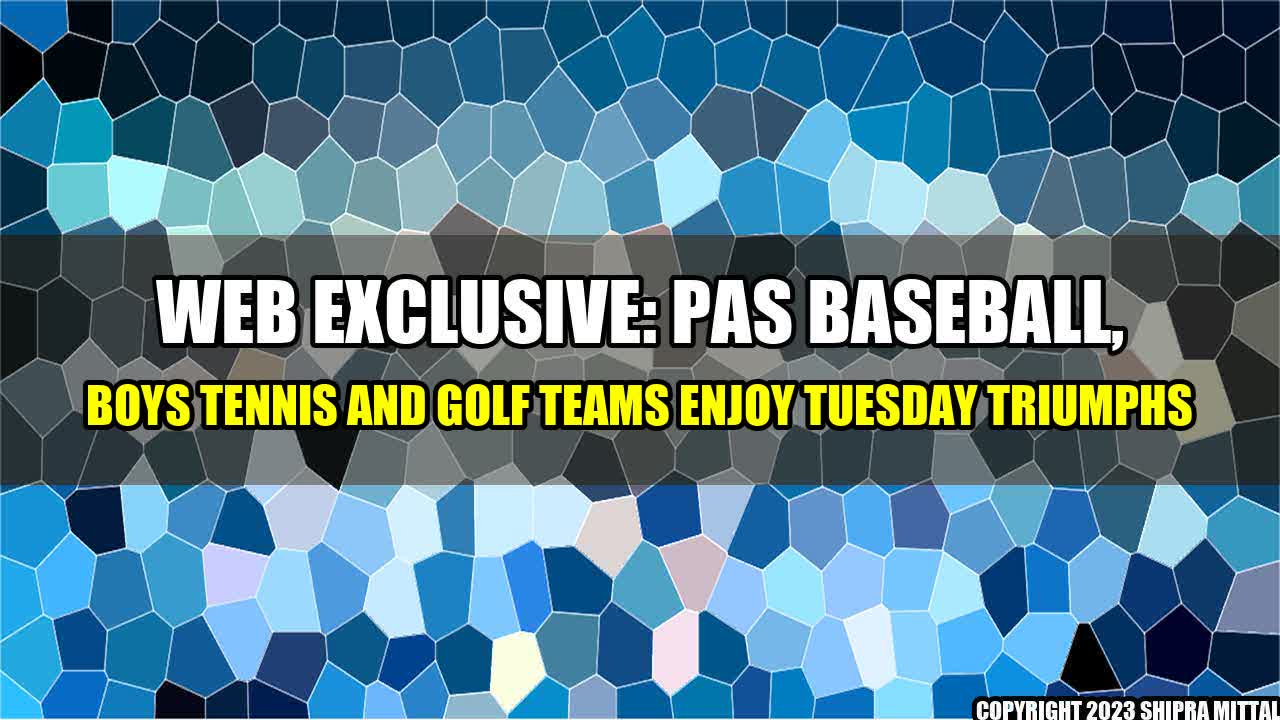 WEB EXCLUSIVE: PAS BASEBALL,
BOYS TENNIS AND GOLF TEAMS ENJOY TUESDAY TRIUMPHS
COPYRIGHT 2023 SHIPRA MITTAL